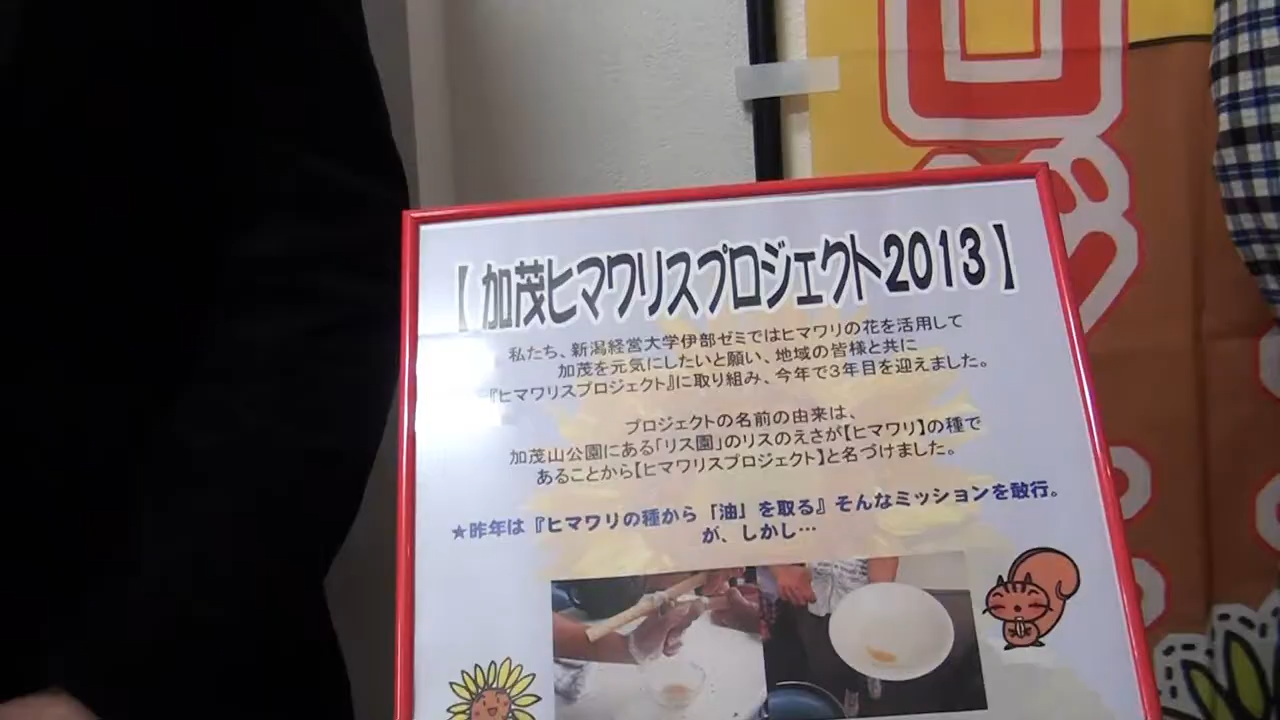 【加茂ヒマワリスプロジェクト2013】
私たち、新潟経営大学伊部ゼミではヒマワリの花を活用して
加茂を元気にしたいと願い、地域の皆様と共に
『ヒマワリスプロジェクト』に取り組み、今年で3年目を迎えました。
プロジェクトの名前の由来は、
加茂山公園にある「リス園」のリスのえさが【ヒマワリ】の種で
あることから【ヒマワリスプロジェクト】と名づけました。
★昨年は『ヒマワリの種から「油」を取る』そんなミッションを敢行。
が、しかし…